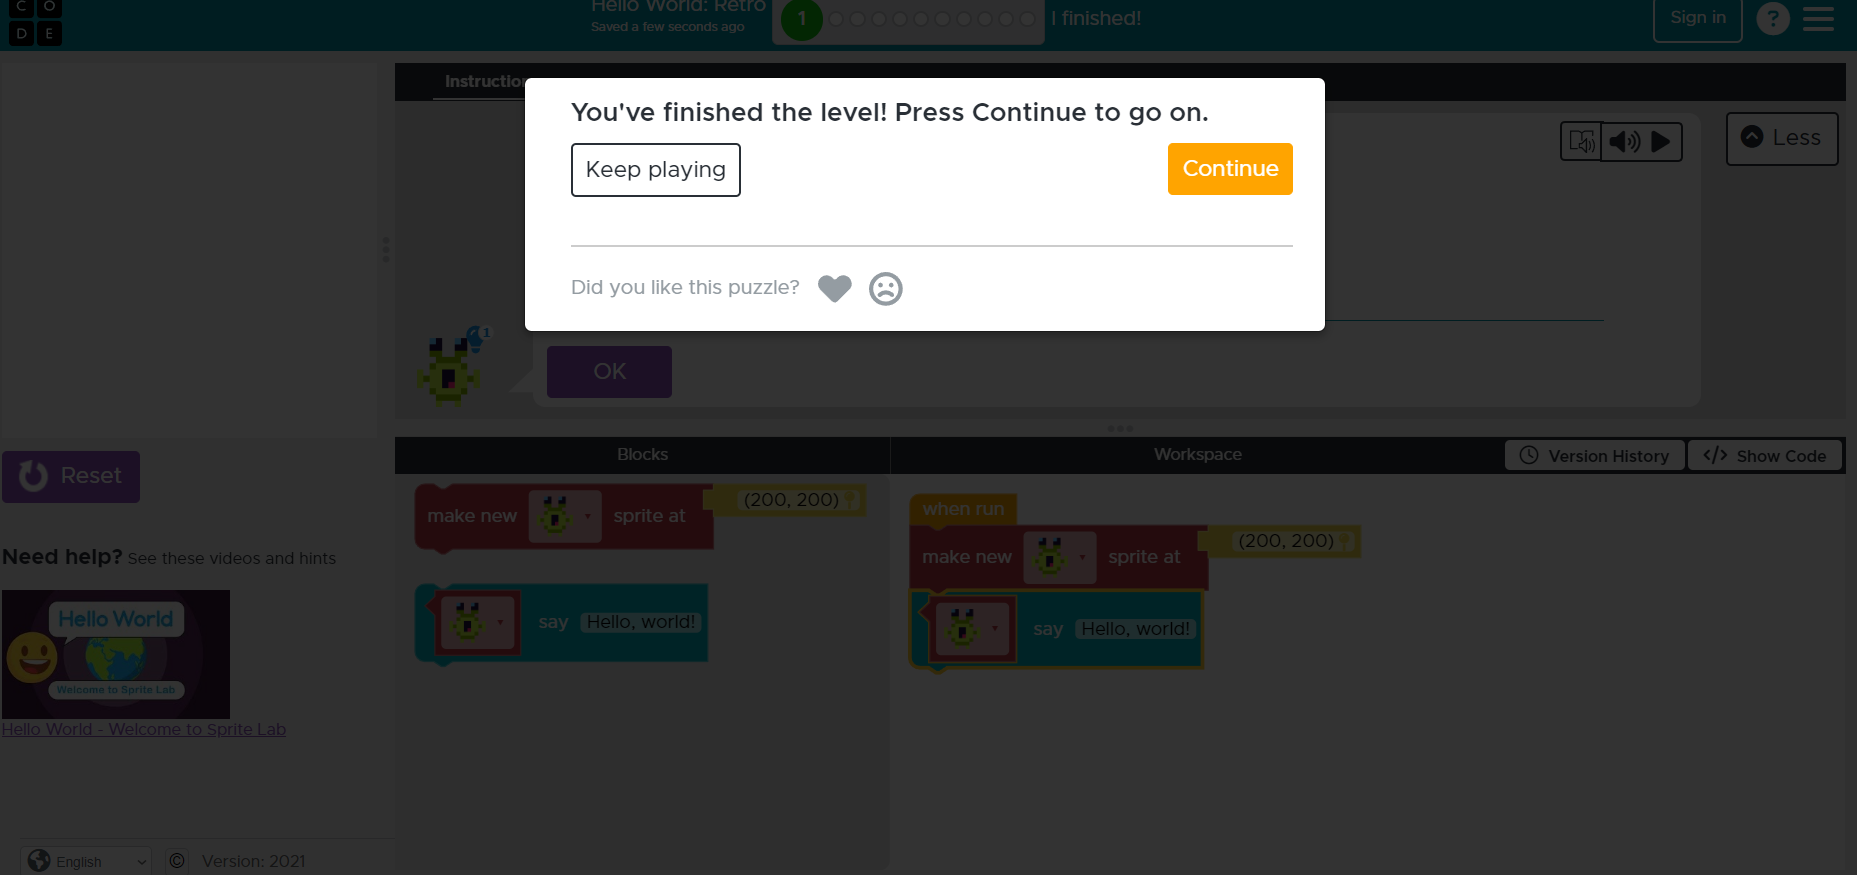 C O
D E
Hello World: Retro
Saved a few seconds ago
1
I finished!
Sign in
?
You've finished the level! Press Continue to go on.
Keep playing
Continue
Did you like this puzzle?
Less
1
OK
Reset
Need help? See these videos and hints
Hello World
Welcome to Sprite Lab
Hello World - Welcome to Sprite Lab
Blocks
Workspace
Version History
</> Show Code
make new sprite at (200, 200)
say Hello, world!
when run
make new sprite at (200, 200)
say Hello, world!
English
© Version: 2021